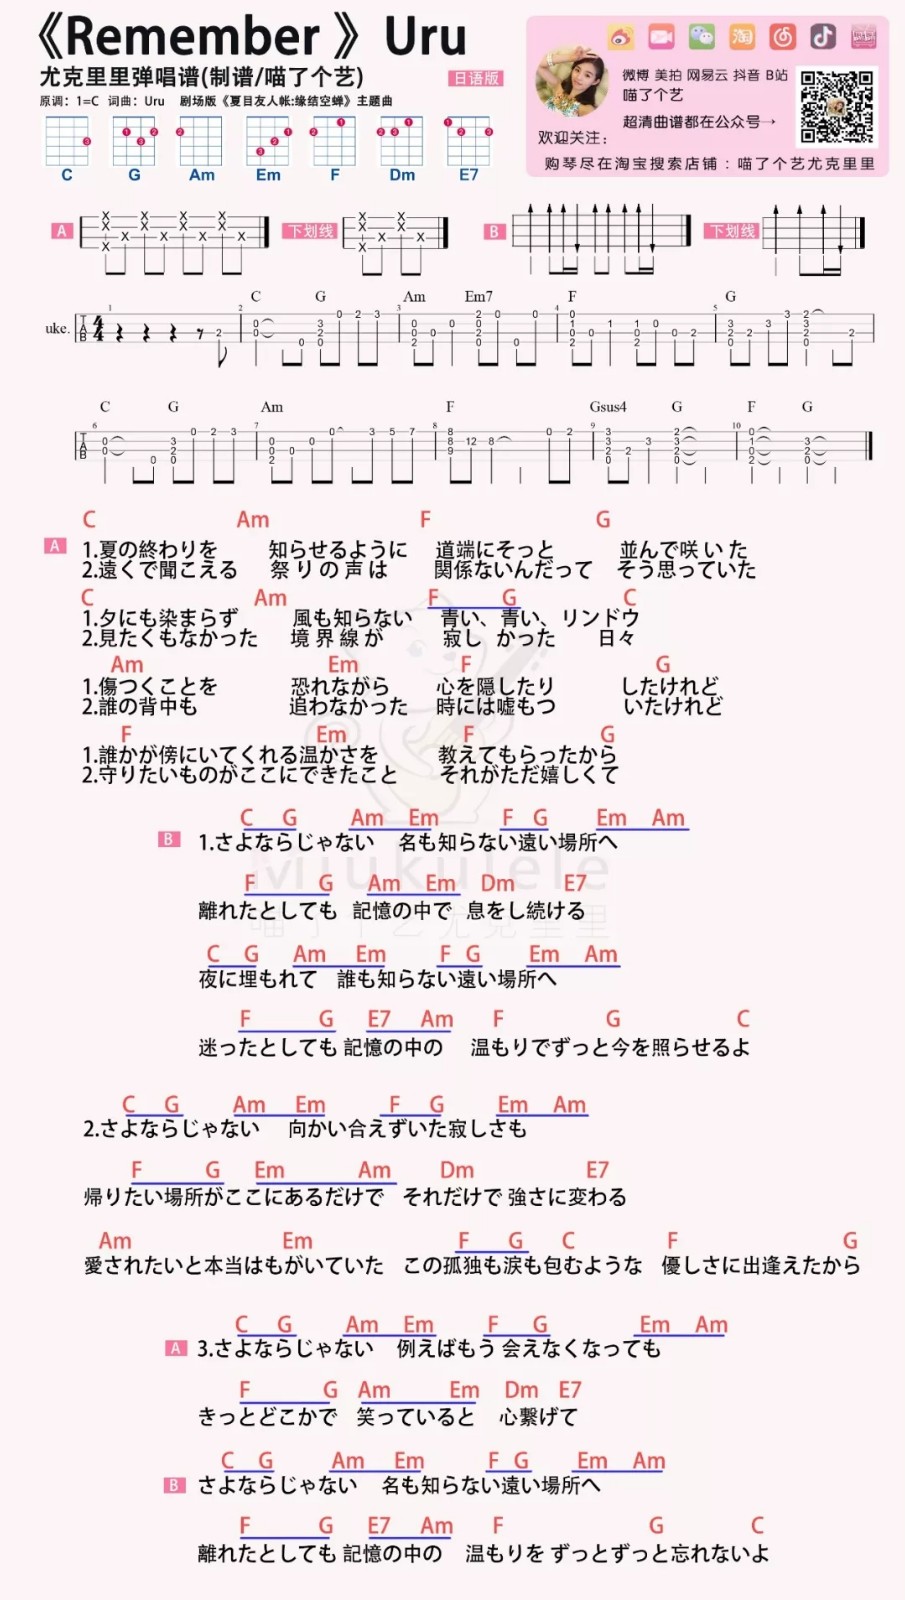 《Remember 》 Uru
尤克里里弹唱谱(制谱/喵了个艺)
日语版
原调：1=C 词曲：Uru 剧场版《夏目友人帐:缘结空蝉》主题曲
C G Am Em F Dm E7
微博 美拍 网易云 抖音 B站
喵了个艺
超清曲谱都在公众号→
欢迎关注：
购琴尽在淘宝搜索店铺：喵了个艺尤克里里
A 下划线 B 下划线
C G Am Em7 F G
uke.
C G Am F Gsus4 G F G
C Am F G
A 1.夏の終わりを 知らせるように 道端にそっと 並んで咲いた
2.遠くで聞こえる 祭りの声は 関係ないんだって そう思っていた
C Am F G C
1.夕にも染まらず 風も知らない 青い、青い、リンドウ
2.見たくもなかった 境界線が 寂しかった 日々
Am Em F G
1.傷つくことを 恐れながら 心を隠したり したけれど
2.誰の背中も 追わなかった 時には嘘もつ いたけれど
F Em F G
1.誰かが傍にいてくれる温かさを 教えてもらったから
2.守りたいものがここにできたこと それがただ嬉しくて
C G Am Em F G Em Am
B 1.さよならじゃない 名も知らない遠い場所へ
Miukulele
喵了个艺尤克里里
F G Am Em Dm E7
離れたとしても 記憶の中で 息をし続ける
C G Am Em F G Em Am
夜に埋もれて 誰も知らない遠い場所へ
F G E7 Am F G C
迷ったとしても 記憶の中の 温もりでずっと今を照らせるよ
C G Am Em F G Em Am
2.さよならじゃない 向かい合えずいた寂しさも
F G Em Am Dm E7
帰りたい場所がここにあるだけで それだけで 強さに変わる
Am Em F G C F G
愛されたいと本当はもがいていた この孤独も涙も包むような 優しさに出逢えたから
C G Am Em F G Em Am
A 3.さよならじゃない 例えばもう 会えなくなっても
F G Am Em Dm E7
きっとどこかで 笑っていると 心繋げて
C G Am Em F G Em Am
B さよならじゃない 名も知らない遠い場所へ
F G E7 Am F G C
離れたとしても 記憶の中の 温もりを ずっとずっと忘れないよ